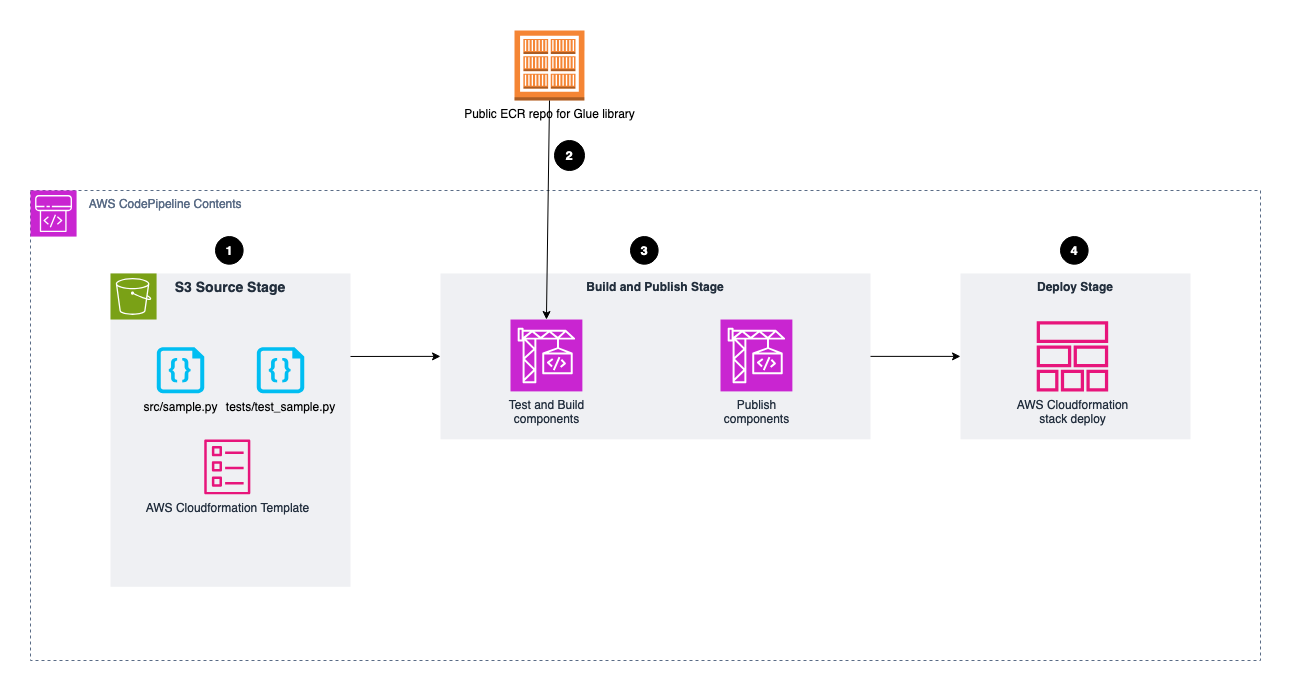 Public ECR repo for Glue library
2
AWS CodePipeline Contents
1
3
4
S3 Source Stage
Build and Publish Stage
Deploy Stage
src/sample.py
tests/test_sample.py
AWS Cloudformation Template
Test and Build
components
Publish
components
AWS Cloudformation
stack deploy